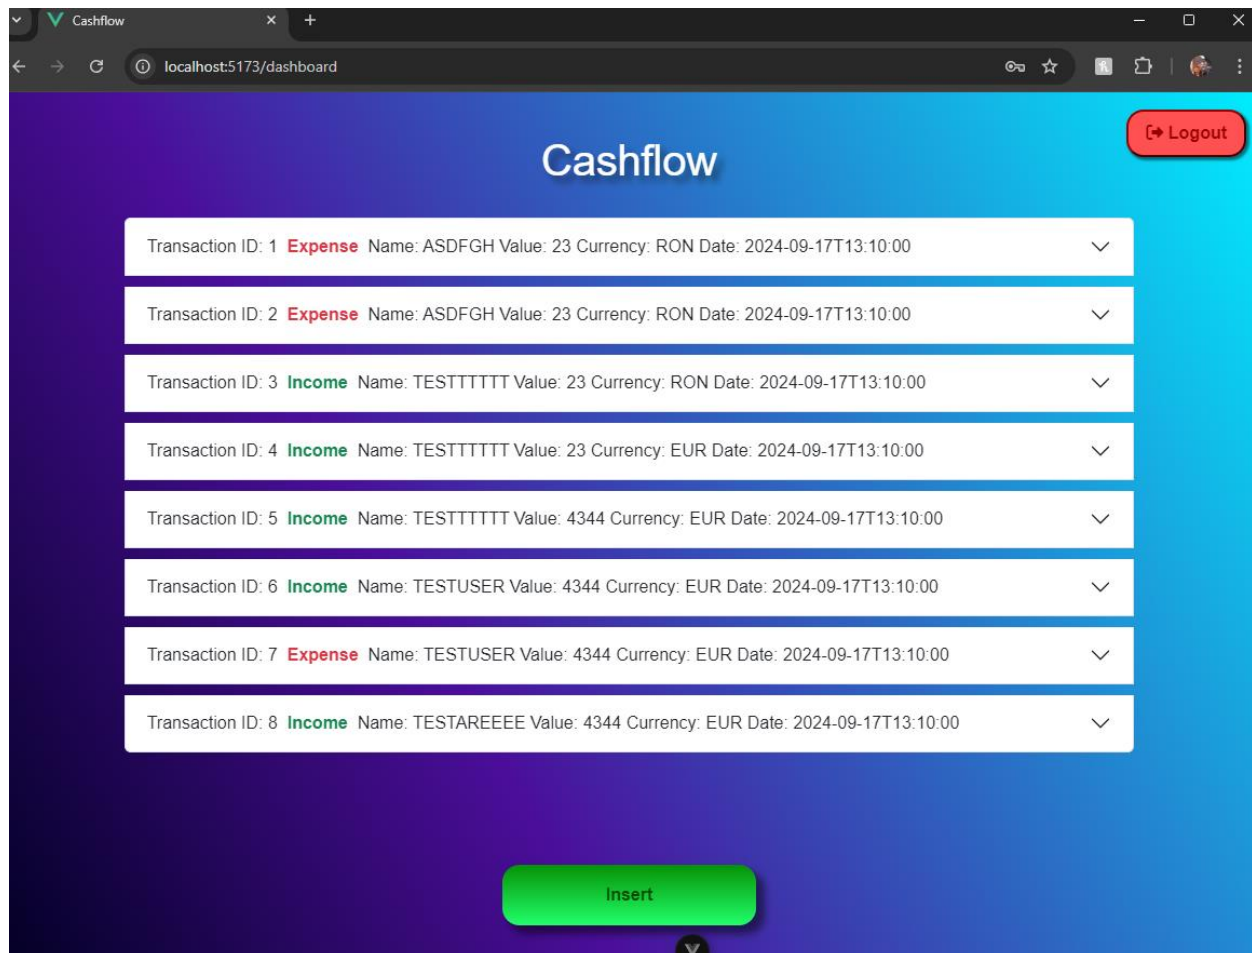 Cashflow
localhost:5173/dashboard
Logout
Cashflow
Transaction ID: 1 Expense Name: ASDFGH Value: 23 Currency: RON Date: 2024-09-17T13:10:00
Transaction ID: 2 Expense Name: ASDFGH Value: 23 Currency: RON Date: 2024-09-17T13:10:00
Transaction ID: 3 Income Name: TESTTTTTT Value: 23 Currency: RON Date: 2024-09-17T13:10:00
Transaction ID: 4 Income Name: TESTTTTTT Value: 23 Currency: EUR Date: 2024-09-17T13:10:00
Transaction ID: 5 Income Name: TESTTTTTT Value: 4344 Currency: EUR Date: 2024-09-17T13:10:00
Transaction ID: 6 Income Name: TESTUSER Value: 4344 Currency: EUR Date: 2024-09-17T13:10:00
Transaction ID: 7 Expense Name: TESTUSER Value: 4344 Currency: EUR Date: 2024-09-17T13:10:00
Transaction ID: 8 Income Name: TESTAREEEE Value: 4344 Currency: EUR Date: 2024-09-17T13:10:00
Insert